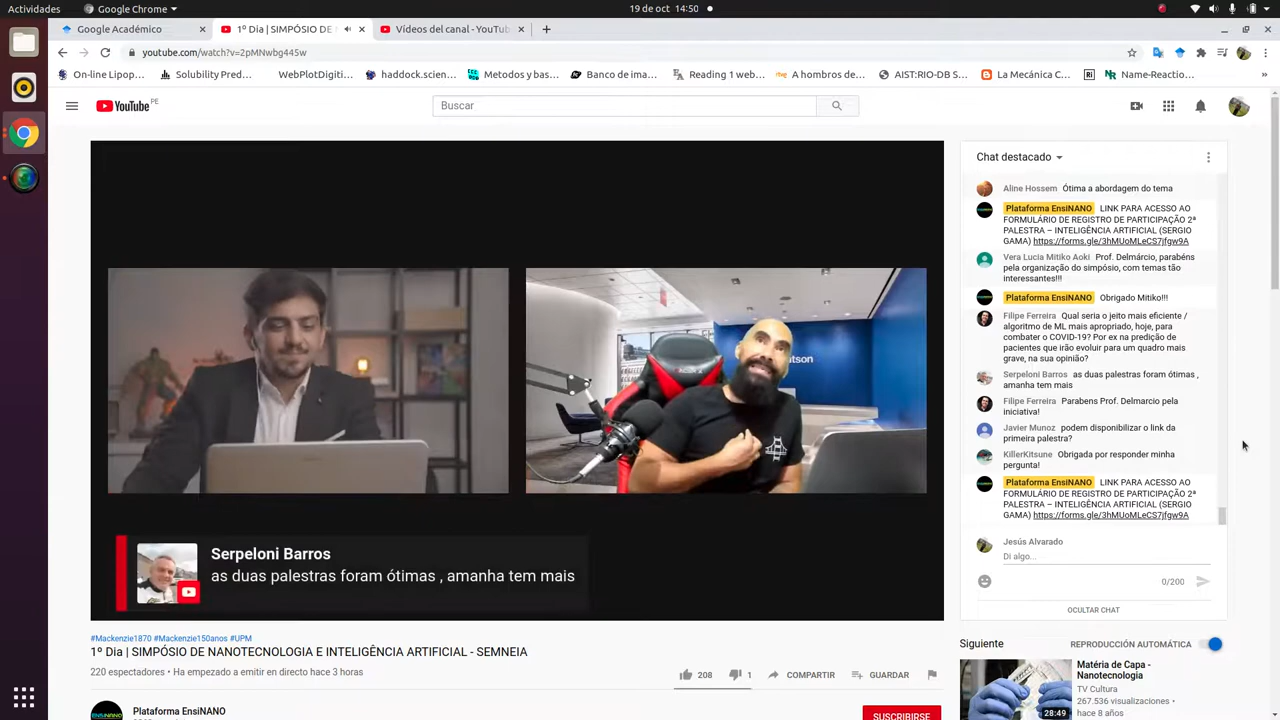 Actividades
Google Chrome
19 de oct 14:50
Google Académico
1º Dia | SIMPÓSIO DE
Vídeos del canal - YouTub
youtube.com/watch?v=2pMNwbg445w
On-line Lipop…
Solubility Pred…
WebPlotDigiti…
haddock.scien…
Metodos y bas…
Banco de ima…
Reading 1 web…
A hombros de…
AIST:RIO-DB S…
La Mecánica C…
Name-Reactio…
YouTube PE
Buscar
utson
Serpeloni Barros
as duas palestras foram ótimas , amanha tem mais
#Mackenzie1870 #Mackenzie150anos #UPM
1º Dia | SIMPÓSIO DE NANOTECNOLOGIA E INTELIGÊNCIA ARTIFICIAL - SEMNEIA
220 espectadores • Ha empezado a emitir en directo hace 3 horas
208
1
COMPARTIR
GUARDAR
ENSINANO
Plataforma EnsiNANO
SUSCRIBIRSE
Chat destacado
Aline Hossem Ótima a abordagem do tema
Plataforma EnsiNANO LINK PARA ACESSO AO
FORMULÁRIO DE REGISTRO DE PARTICIPAÇÃO 2ª
PALESTRA – INTELIGÊNCIA ARTIFICIAL (SERGIO
GAMA) https://forms.gle/3hMUoMLeCS7jfgw9A
Vera Lucia Mitiko Aoki Prof. Delmárcio, parabéns
pela organização do simpósio, com temas tão
interessantes!!!
Plataforma EnsiNANO Obrigado Mitiko!!!
Filipe Ferreira Qual seria o jeito mais eficiente /
algoritmo de ML mais apropriado, hoje, para
combater o COVID-19? Por ex na predição de
pacientes que irão evoluir para um quadro mais
grave, na sua opinião?
Serpeloni Barros as duas palestras foram ótimas ,
amanha tem mais
Filipe Ferreira Parabens Prof. Delmarcio pela
iniciativa!
Javier Munoz podem disponibilizar o link da
primeira palestra?
KillerKitsune Obrigada por responder minha
pergunta!
Plataforma EnsiNANO LINK PARA ACESSO AO
FORMULÁRIO DE REGISTRO DE PARTICIPAÇÃO 2ª
PALESTRA – INTELIGÊNCIA ARTIFICIAL (SERGIO
GAMA) https://forms.gle/3hMUoMLeCS7jfgw9A
Jesús Alvarado
Di algo...
0/200
OCULTAR CHAT
Siguiente
REPRODUCCIÓN AUTOMÁTICA
Matéria de Capa -
Nanotecnologia
TV Cultura
267.536 visualizaciones •
hace 8 años
28:49